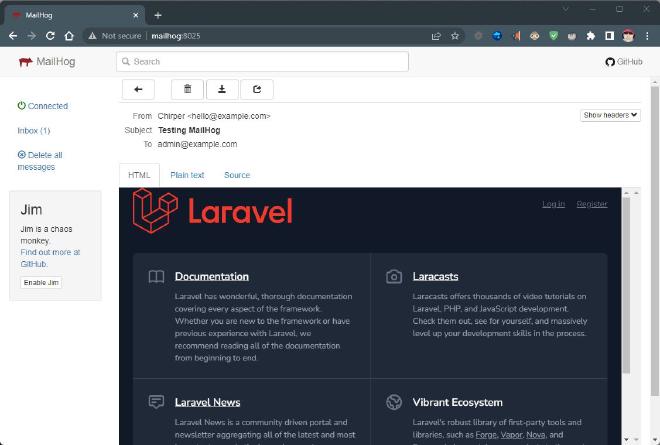 MailHog
Not secure | mailhog:8025
MailHog
Search
GitHub
Connected
Inbox (1)
Delete all
messages
Jim
Jim is a chaos
monkey.
Find out more at
GitHub.
Enable Jim
From Chirper <hello@example.com>
Show headers
Subject Testing MailHog
To admin@example.com
HTML Plain text Source
Laravel
Log in Register
Documentation
Laravel has wonderful, thorough documentation
covering every aspect of the framework.
Whether you are new to the framework or have
previous experience with Laravel, we
recommend reading all of the documentation
from beginning to end.
Laracasts
Laracasts offers thousands of video tutorials on
Laravel, PHP, and JavaScript development.
Check them out, see for yourself, and massively
level up your development skills in the process.
Laravel News
Laravel News is a community driven portal and
newsletter aggregating all of the latest and most
Vibrant Ecosystem
Laravel's robust library of first-party tools and
libraries, such as Forge, Vapor, Nova, and